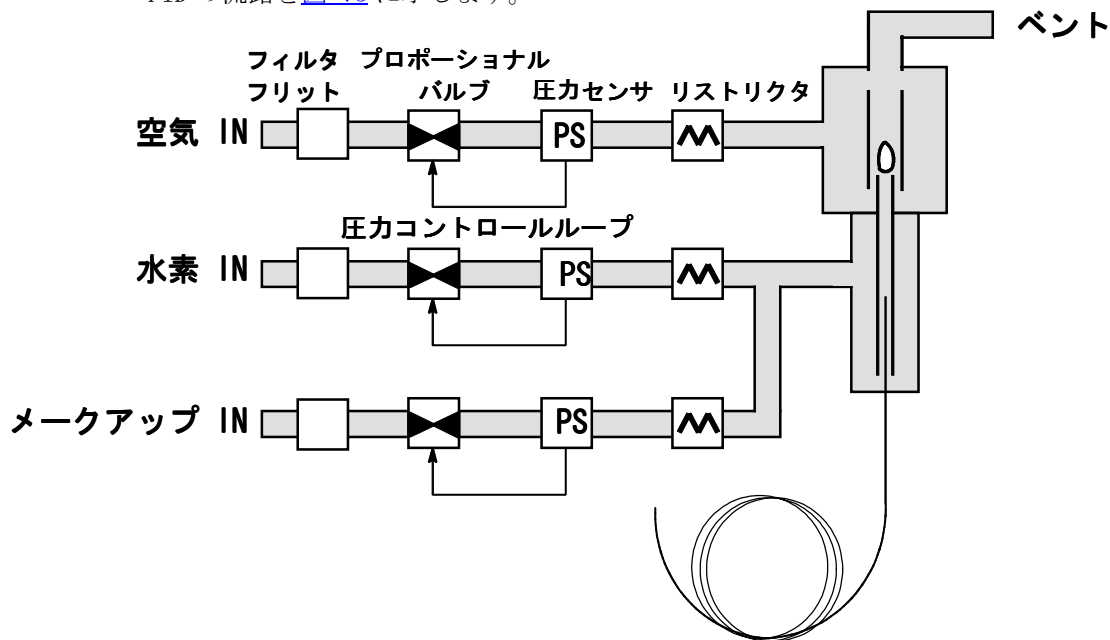 ベント
フィルタ プロポーショナル
フリット バルブ 圧力センサ リストリクタ
空気 IN
PS
圧力コントロールループ
水素 IN
PS
メークアップ IN
PS